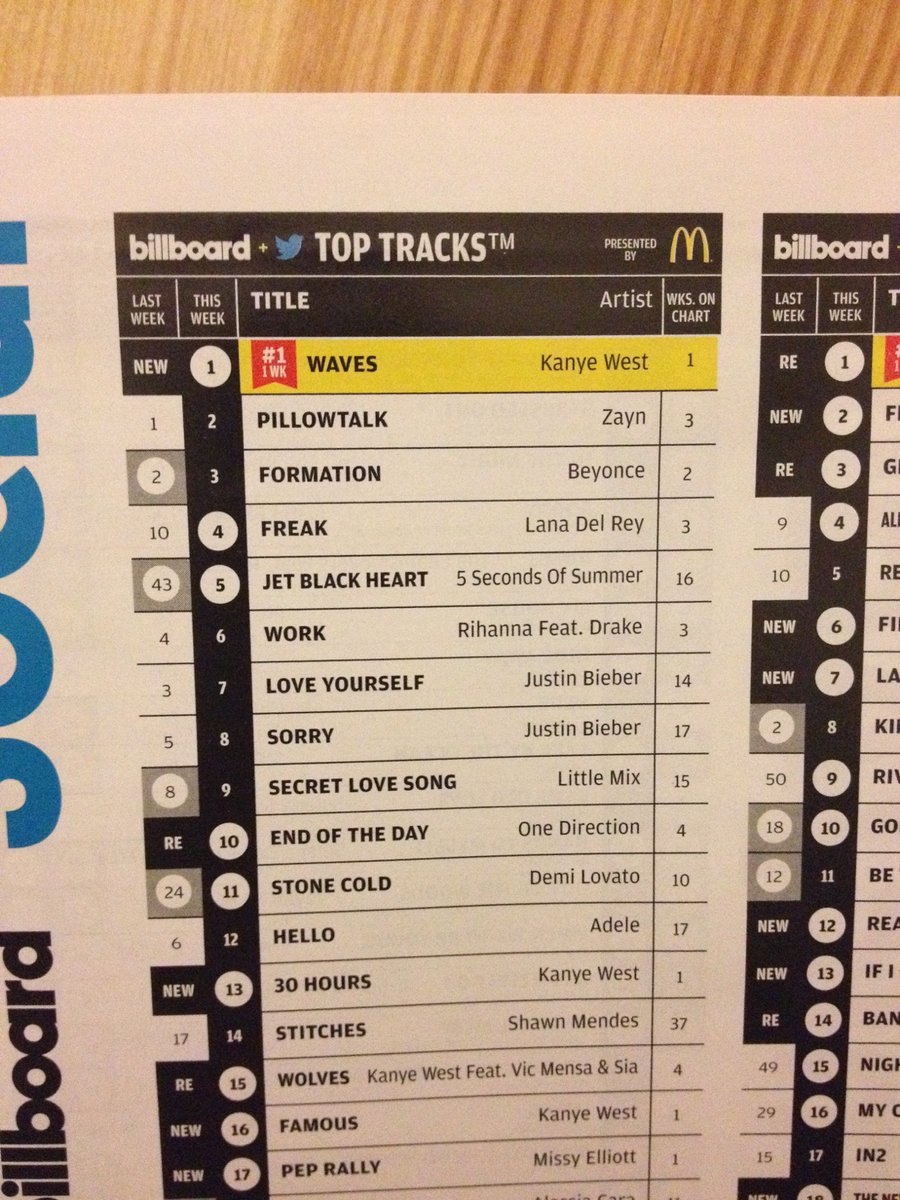 social
billboard
billboard + TOP TRACKS™ PRESENTED BY
LAST WEEK THIS WEEK TITLE Artist WKS. ON CHART
NEW 1 #1 1 WK WAVES Kanye West 1
1 2 PILLOWTALK Zayn 3
2 3 FORMATION Beyonce 2
10 4 FREAK Lana Del Rey 3
43 5 JET BLACK HEART 5 Seconds Of Summer 16
4 6 WORK Rihanna Feat. Drake 3
3 7 LOVE YOURSELF Justin Bieber 14
5 8 SORRY Justin Bieber 17
8 9 SECRET LOVE SONG Little Mix 15
RE 10 END OF THE DAY One Direction 4
24 11 STONE COLD Demi Lovato 10
6 12 HELLO Adele 17
NEW 13 30 HOURS Kanye West 1
17 14 STITCHES Shawn Mendes 37
RE 15 WOLVES Kanye West Feat. Vic Mensa & Sia 4
NEW 16 FAMOUS Kanye West 1
NEW 17 PEP RALLY Missy Elliott 1
Alessia Cara
billboard
LAST WEEK THIS WEEK T
RE 1
NEW 2 F
RE 3 G
9 4 ALL
10 5 RE
NEW 6 FI
NEW 7 LA
2 8 KI
50 9 RIV
18 10 GO
12 11 BE
NEW 12 REA
NEW 13 IF I
RE 14 BAN
49 15 NIGH
29 16 MY
15 17 IN2
NEW 18 THE NE